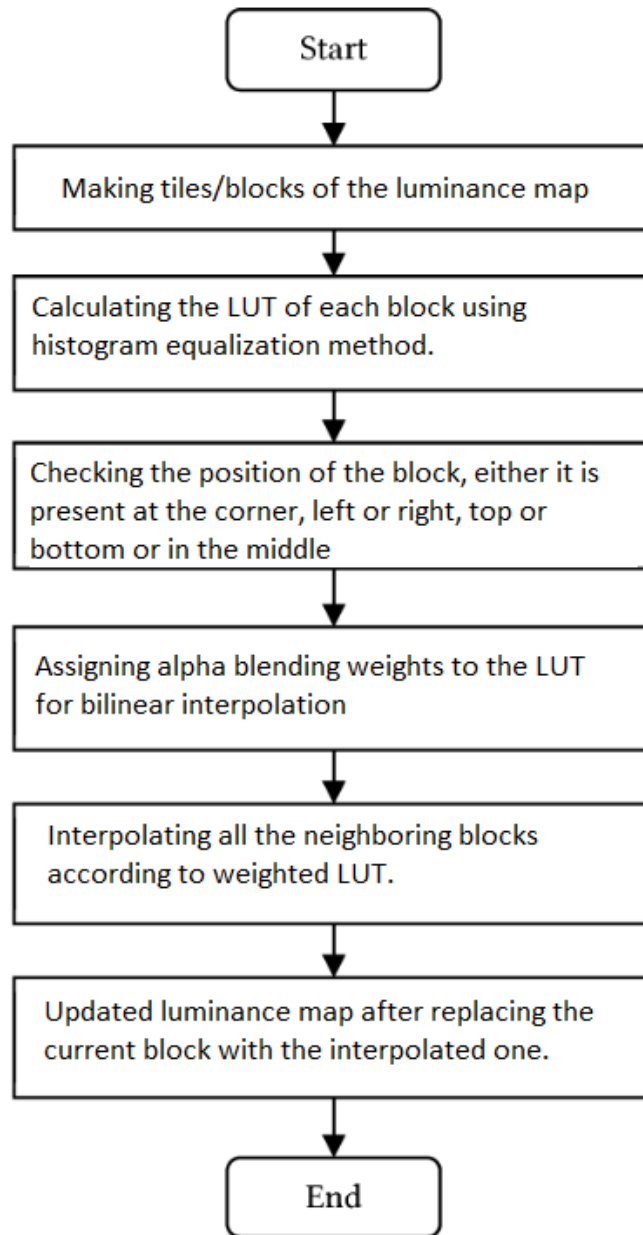 Start
Making tiles/blocks of the luminance map
Calculating the LUT of each block using
histogram equalization method.
Checking the position of the block, either it is
present at the corner, left or right, top or
bottom or in the middle
Assigning alpha blending weights to the LUT
for bilinear interpolation
Interpolating all the neighboring blocks
according to weighted LUT.
Updated luminance map after replacing the
current block with the interpolated one.
End